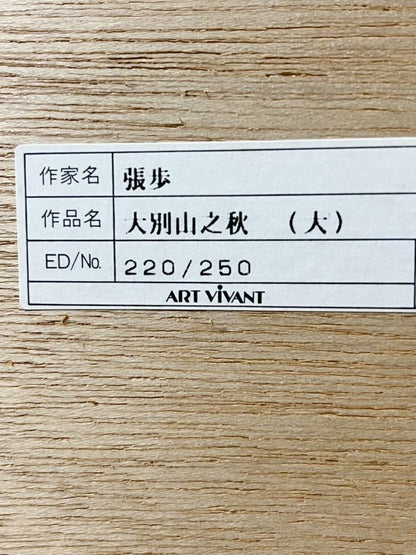 作家名 張歩
作品名 大別山之秋 (大)
ED/No. 220/250
ART ViVANT